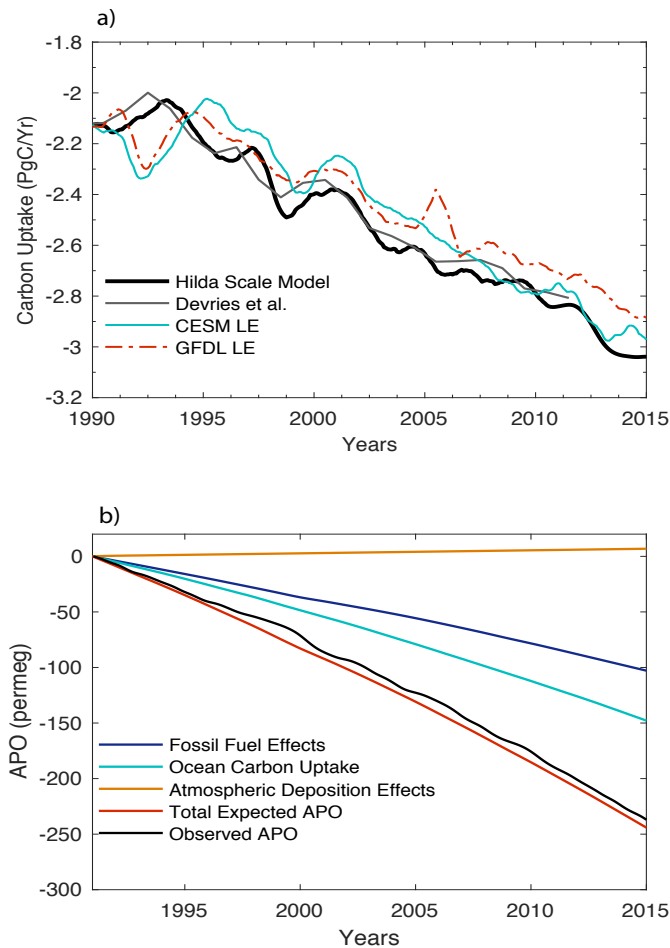 a)
-1.8
-2
-2.2
-2.4
-2.6
-2.8
-3
-3.2
Carbon Uptake (PgC/Yr)
Hilda Scale Model
Devries et al.
CESM LE
GFDL LE
1990 1995 2000 2005 2010 2015
Years
b)
0
-50
-100
-150
-200
-250
-300
APO (permeg)
Fossil Fuel Effects
Ocean Carbon Uptake
Atmospheric Deposition Effects
Total Expected APO
Observed APO
1995 2000 2005 2010 2015
Years